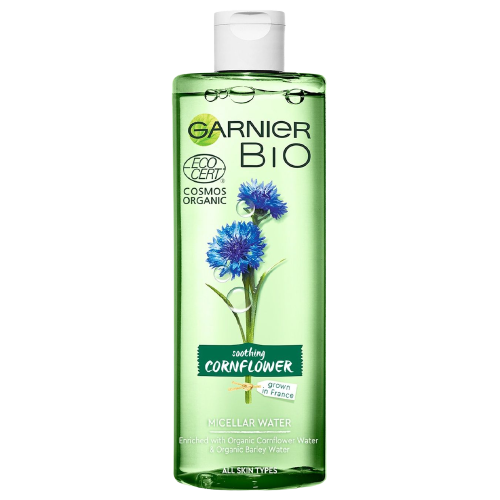 GARNIER
BIO
ECO
CERT®
COSMOS
ORGANIC
soothing
CORNFLOWER
grown
in France
MICELLAR WATER
Enriched with Organic Cornflower Water
& Organic Barley Water
ALL SKIN TYPES